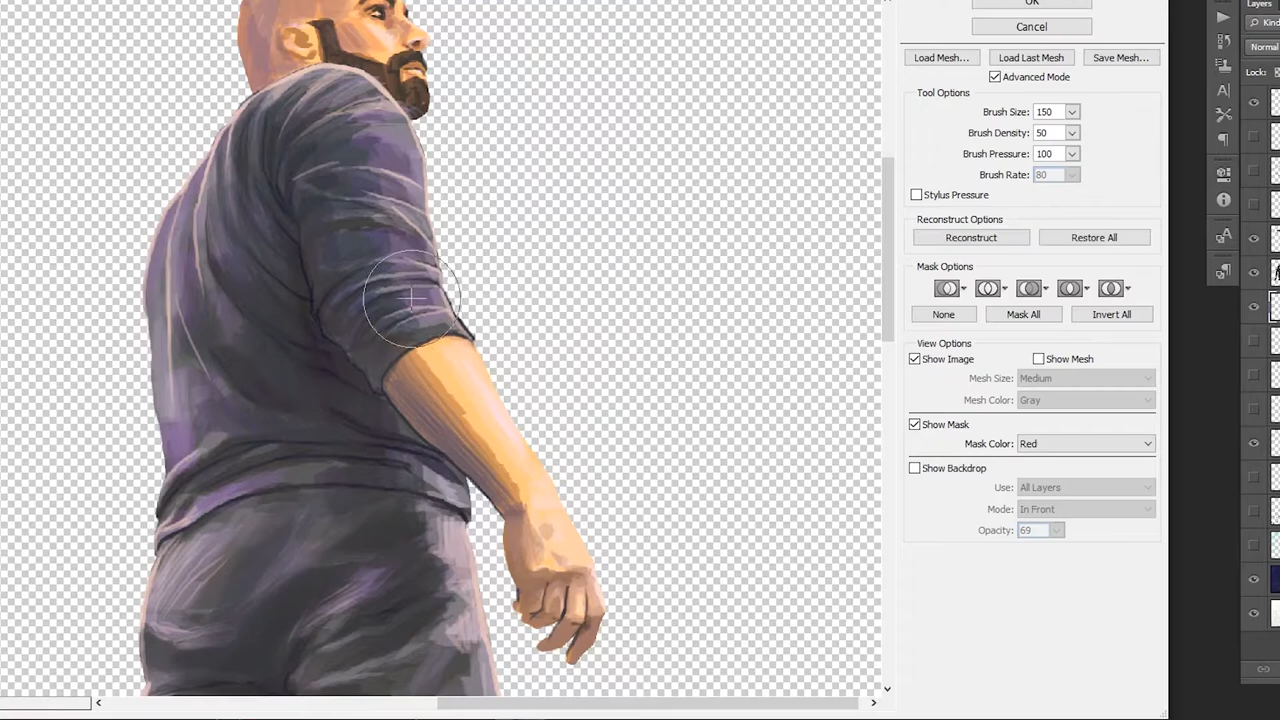 OK
Layers
Cancel
Kind
Normal
Load Mesh... Load Last Mesh Save Mesh...
Lock:
Advanced Mode
Tool Options
Brush Size: 150
Brush Density: 50
Brush Pressure: 100
Brush Rate: 80
Stylus Pressure
Reconstruct Options
Reconstruct Restore All
Mask Options
None Mask All Invert All
View Options
Show Image Show Mesh
Mesh Size: Medium
Mesh Color: Gray
Show Mask
Mask Color: Red
Show Backdrop
Use: All Layers
Mode: In Front
Opacity: 69